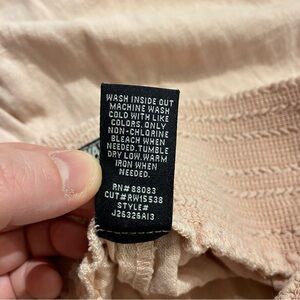 WASH INSIDE OUT
MACHINE WASH
COLD WITH LIKE
COLORS. ONLY
NON-CHLORINE
BLEACH WHEN
NEEDED. TUMBLE
DRY LOW. WARM
IRON WHEN
NEEDED.
RN# 88083
CUT# RW15538
STYLE#
J26326A13